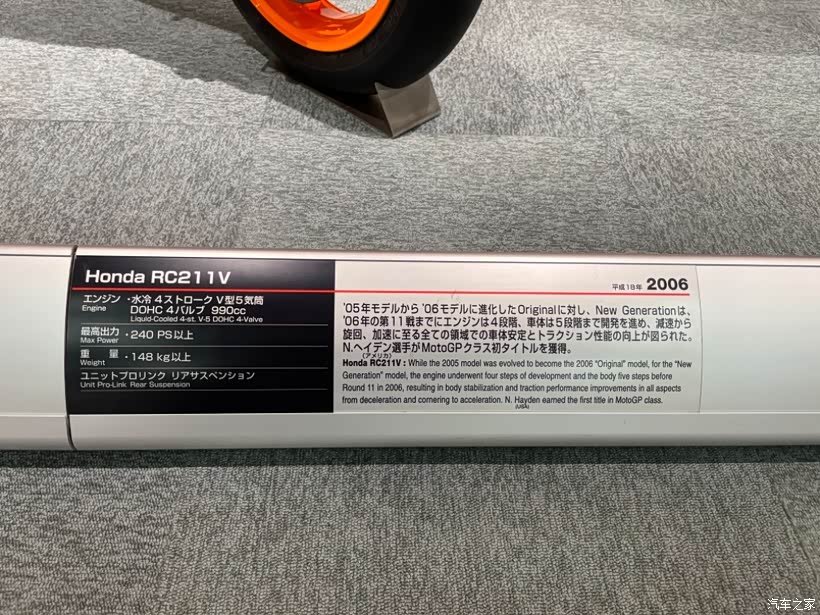 Honda RC211V
エンジン ・水冷 4ストローク V型5気筒
Engine DOHC 4バルブ 990cc
Liquid-Cooled 4-st. V-5 DOHC 4-Valve
最高出力 ・240 PS以上
Max Power
重 量 ・148 kg以上
Weight
ユニットプロリンク リアサスペンション
Unit Pro-Link Rear Suspension
平成18年 2006
'05年モデルから '06モデルに進化したOriginalに対し、New Generationは、
'06年の第11戦までにエンジンは4段階、車体は5段階まで開発を進め、減速から
旋回、加速に至る全ての領域での車体安定とトラクション性能の向上が図られた。
N.ヘイデン選手がMotoGPクラス初タイトルを獲得。
(アメリカ)
Honda RC211V : While the 2005 model was evolved to become the 2006 "Original" model, for the "New
Generation" model, the engine underwent four steps of development and the body five steps before
Round 11 in 2006, resulting in body stabilization and traction performance improvements in all aspects
from deceleration and cornering to acceleration. N. Hayden earned the first title in MotoGP class.
(USA)
汽车之家